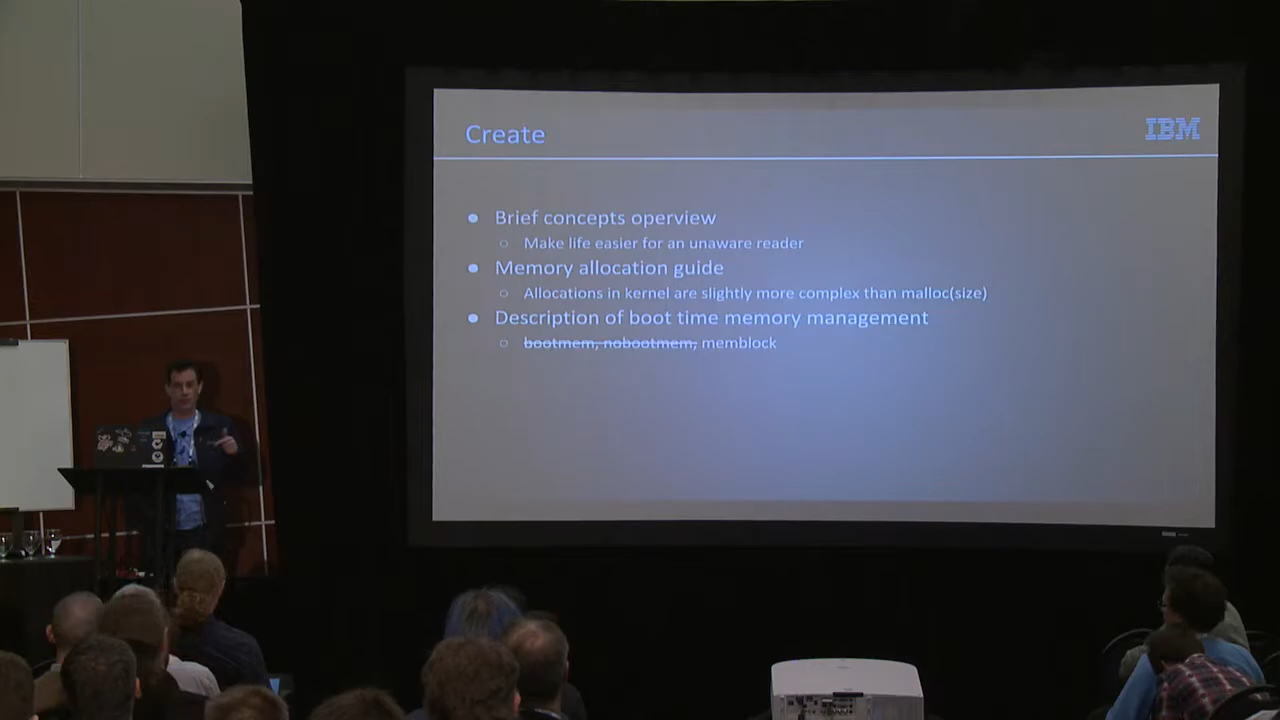 Create
IBM
Brief concepts operview
Make life easier for an unaware reader
Memory allocation guide
Allocations in kernel are slightly more complex than malloc(size)
Description of boot time memory management
bootmem, nobootmem, memblock